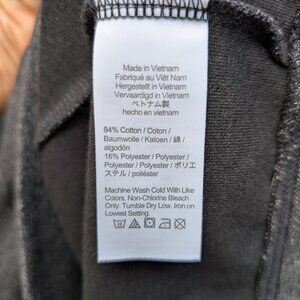 Made in Vietnam
Fabriqué au Viêt Nam
Hergestellt in Vietnam
Vervaardigd in Vietnam
ベトナム製
hecho en vietnam
84% Cotton / Coton /
Baumwolle / Katoen / 綿 /
algodón
16% Polyester / Polyester /
Polyester / Polyester / ポリエ
ステル / poliéster
Machine Wash Cold With Like
Colors. Non-Chlorine Bleach
Only. Tumble Dry Low. Iron on
Lowest Setting.